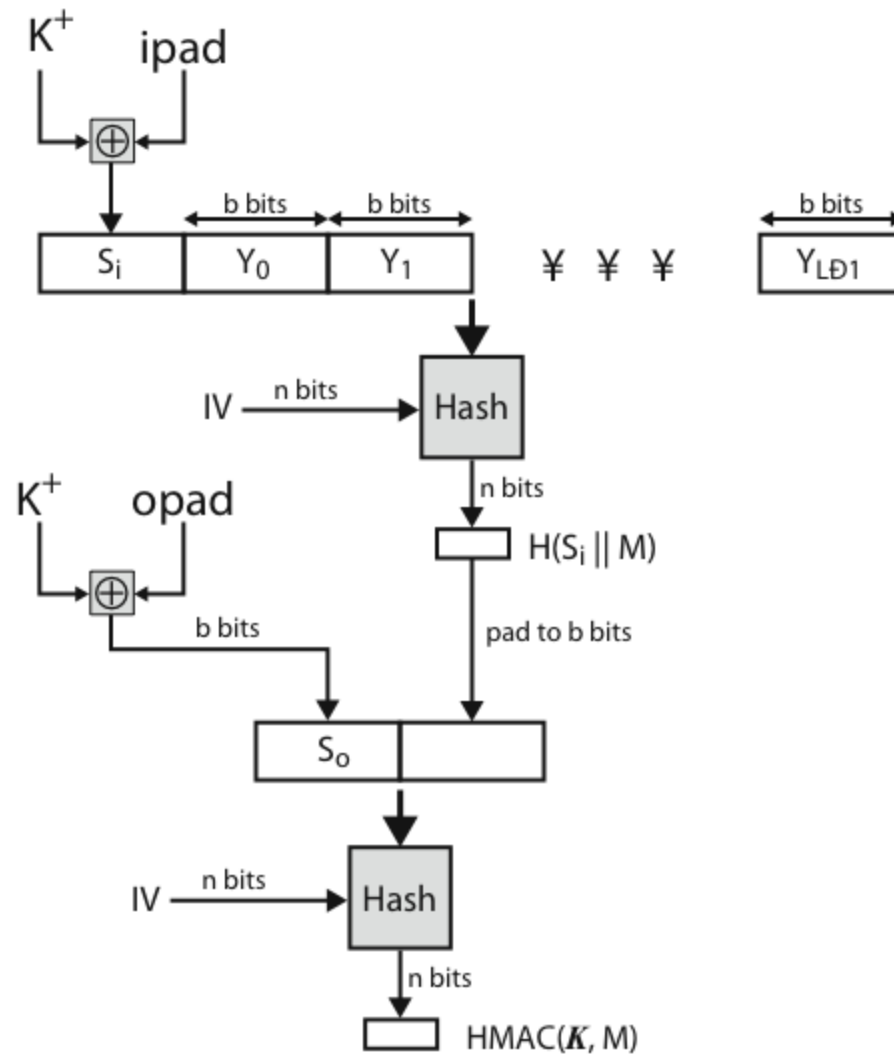 K+ ipad
b bits b bits b bits
Si Y0 Y1 ¥ ¥ ¥ YLĐ1
IV n bits Hash
n bits
K+ opad
H(Si || M)
b bits
pad to b bits
So
IV n bits Hash
n bits
HMAC(K, M)